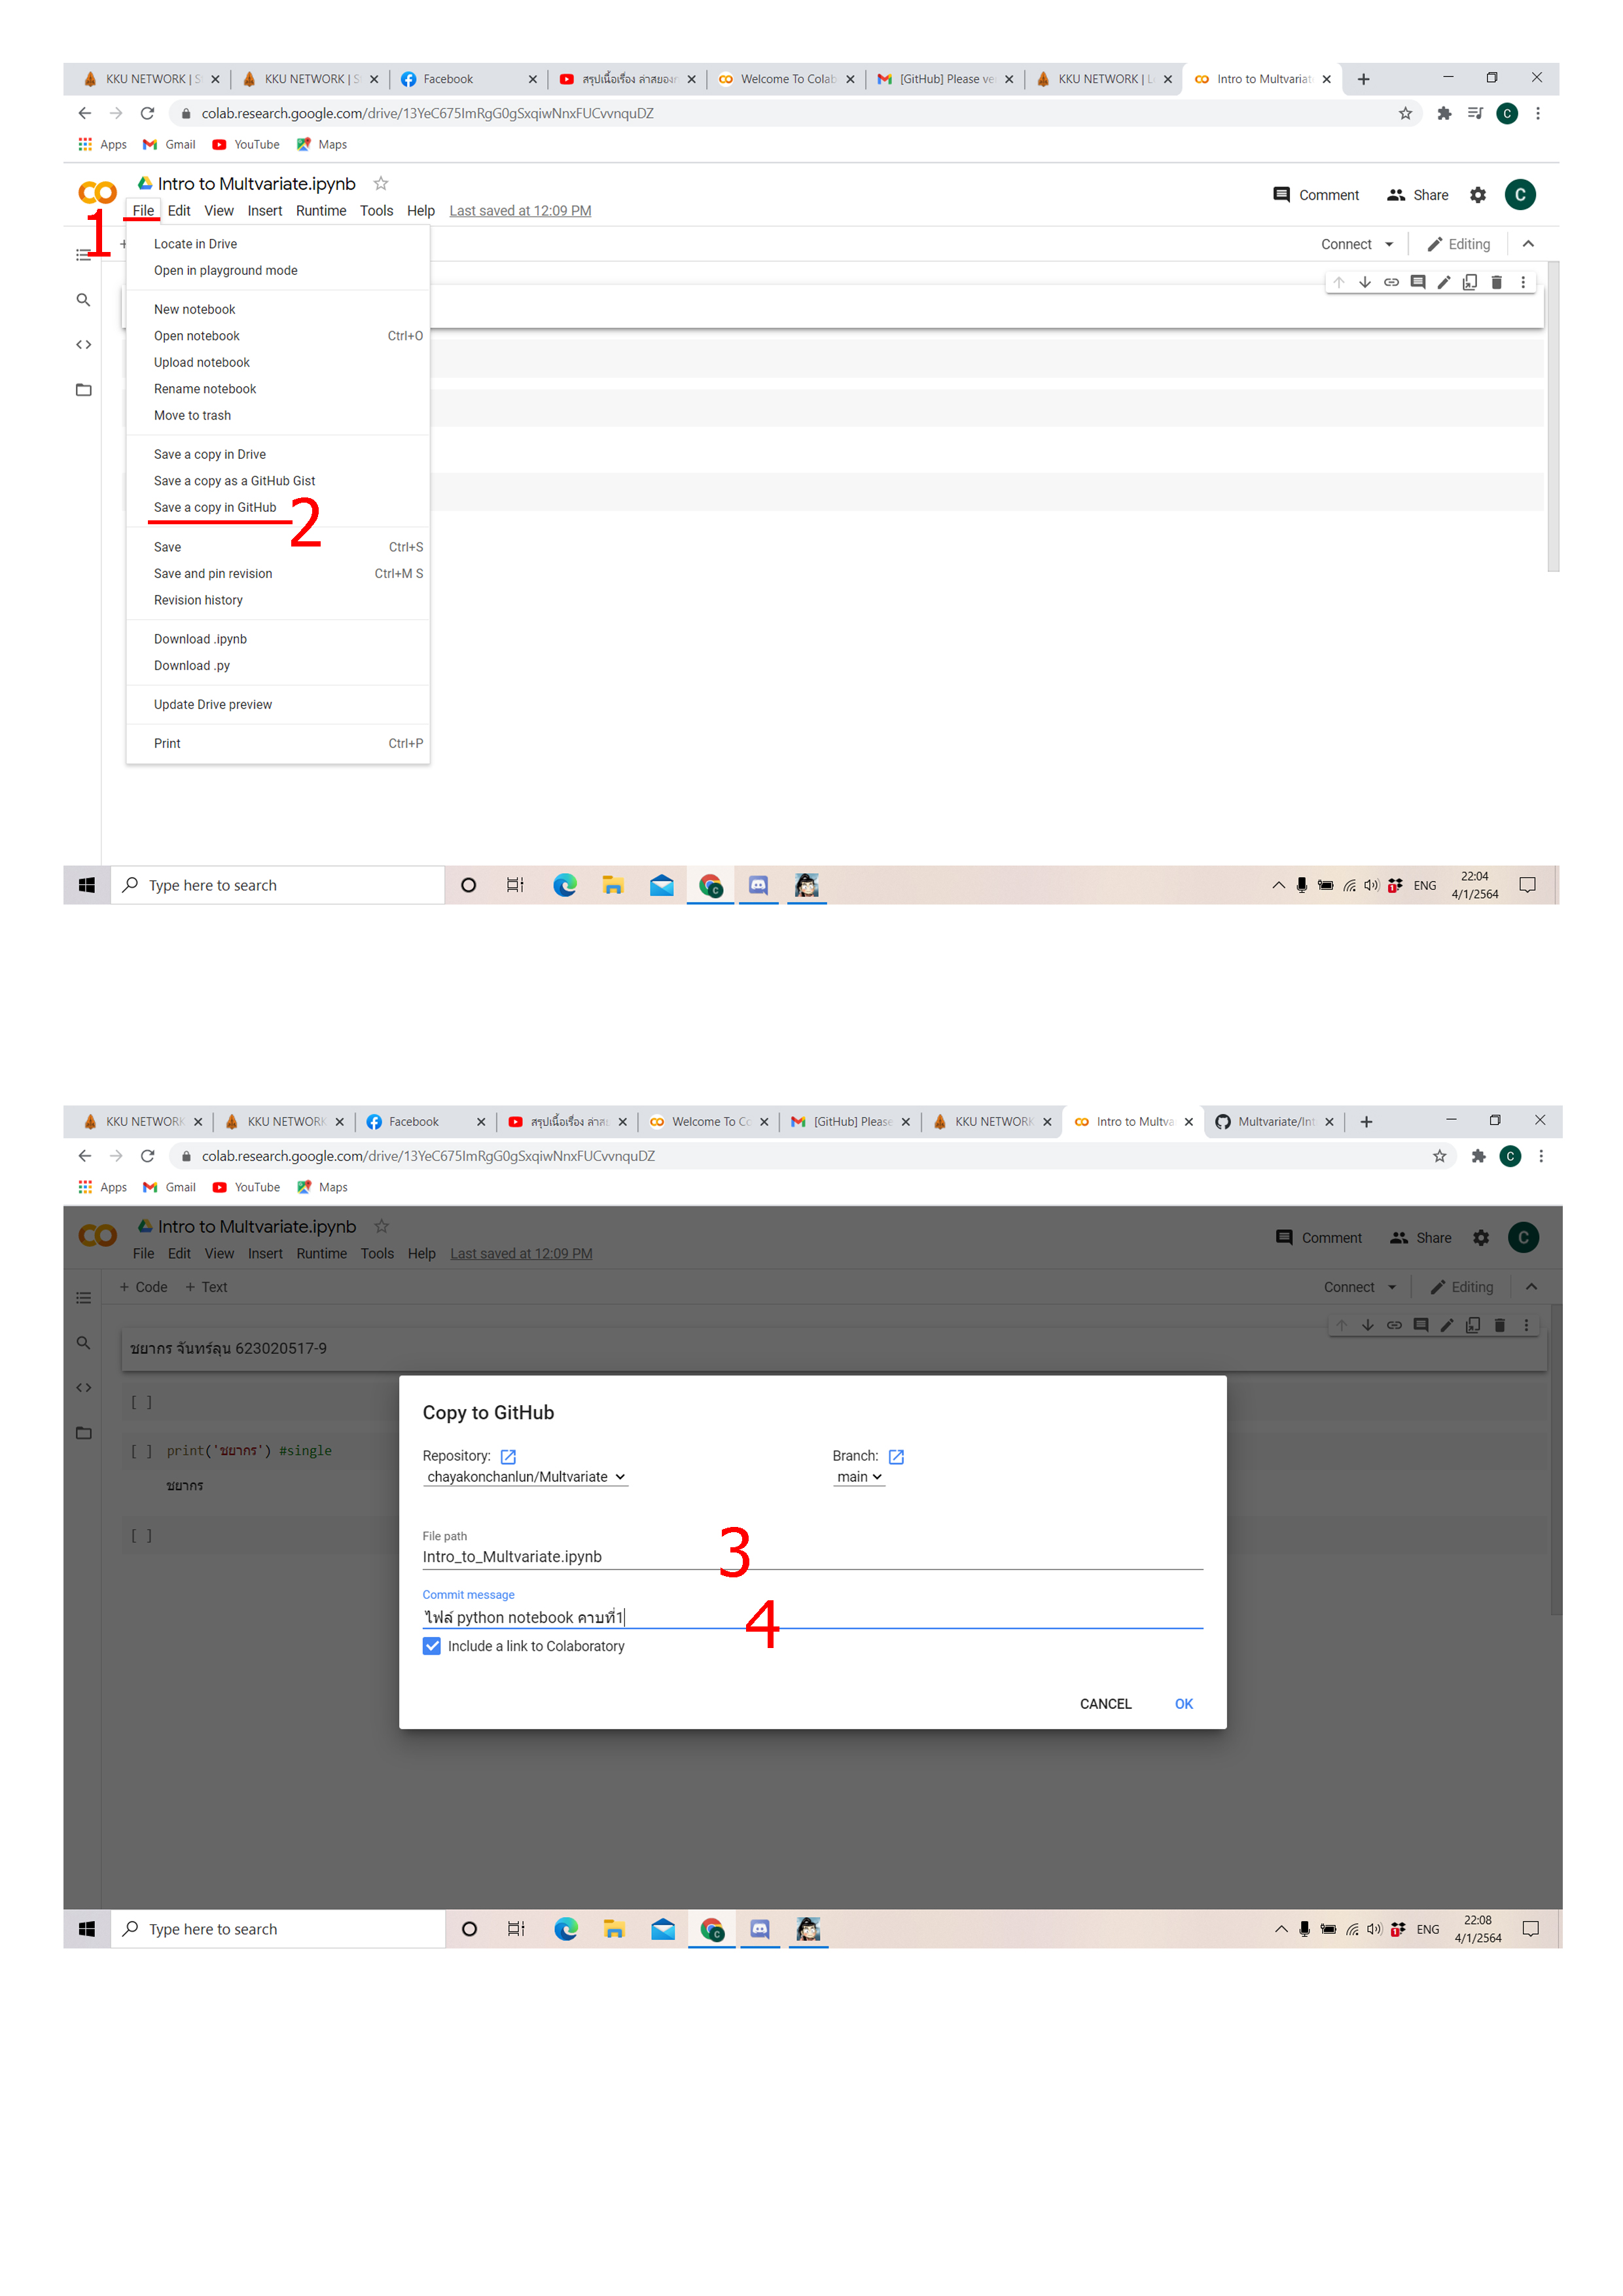 KKU NETWORK | S
KKU NETWORK | S
Facebook
สรุปเนื้อเรื่อง ล่าสยอง
Welcome To Colab
[GitHub] Please ve
KKU NETWORK | L
Intro to Multvariat
colab.research.google.com/drive/13YeC675ImRgG0gSxqiwNnxFUCvvnquDZ
Apps Gmail YouTube Maps
Intro to Multvariate.ipynb
Comment Share C
1
File Edit View Insert Runtime Tools Help Last saved at 12:09 PM
Connect Editing
Locate in Drive
Open in playground mode
New notebook
Open notebook Ctrl+O
Upload notebook
Rename notebook
Move to trash
Save a copy in Drive
Save a copy as a GitHub Gist
Save a copy in GitHub
2
Save Ctrl+S
Save and pin revision Ctrl+M S
Revision history
Download .ipynb
Download .py
Update Drive preview
Print Ctrl+P
Type here to search
ENG
22:04
4/1/2564
KKU NETWORK
KKU NETWORK
Facebook
สรุปเนื้อเรื่อง ล่าส
Welcome To Co
[GitHub] Please
KKU NETWORK
Intro to Multva
Multvariate/Int
colab.research.google.com/drive/13YeC675ImRgG0gSxqiwNnxFUCvvnquDZ
Apps Gmail YouTube Maps
Intro to Multvariate.ipynb
Comment Share C
File Edit View Insert Runtime Tools Help Last saved at 12:09 PM
+ Code + Text
Connect Editing
ชยากร จันทร์ลุน 623020517-9
[ ]
[ ] print('ชยากร') #single
ชยากร
[ ]
Copy to GitHub
Repository: Branch:
chayakonchanlun/Multvariate main
File path
Intro_to_Multvariate.ipynb
3
Commit message
ไฟล์ python notebook คาบที่1
4
Include a link to Colaboratory
CANCEL OK
Type here to search
ENG
22:08
4/1/2564